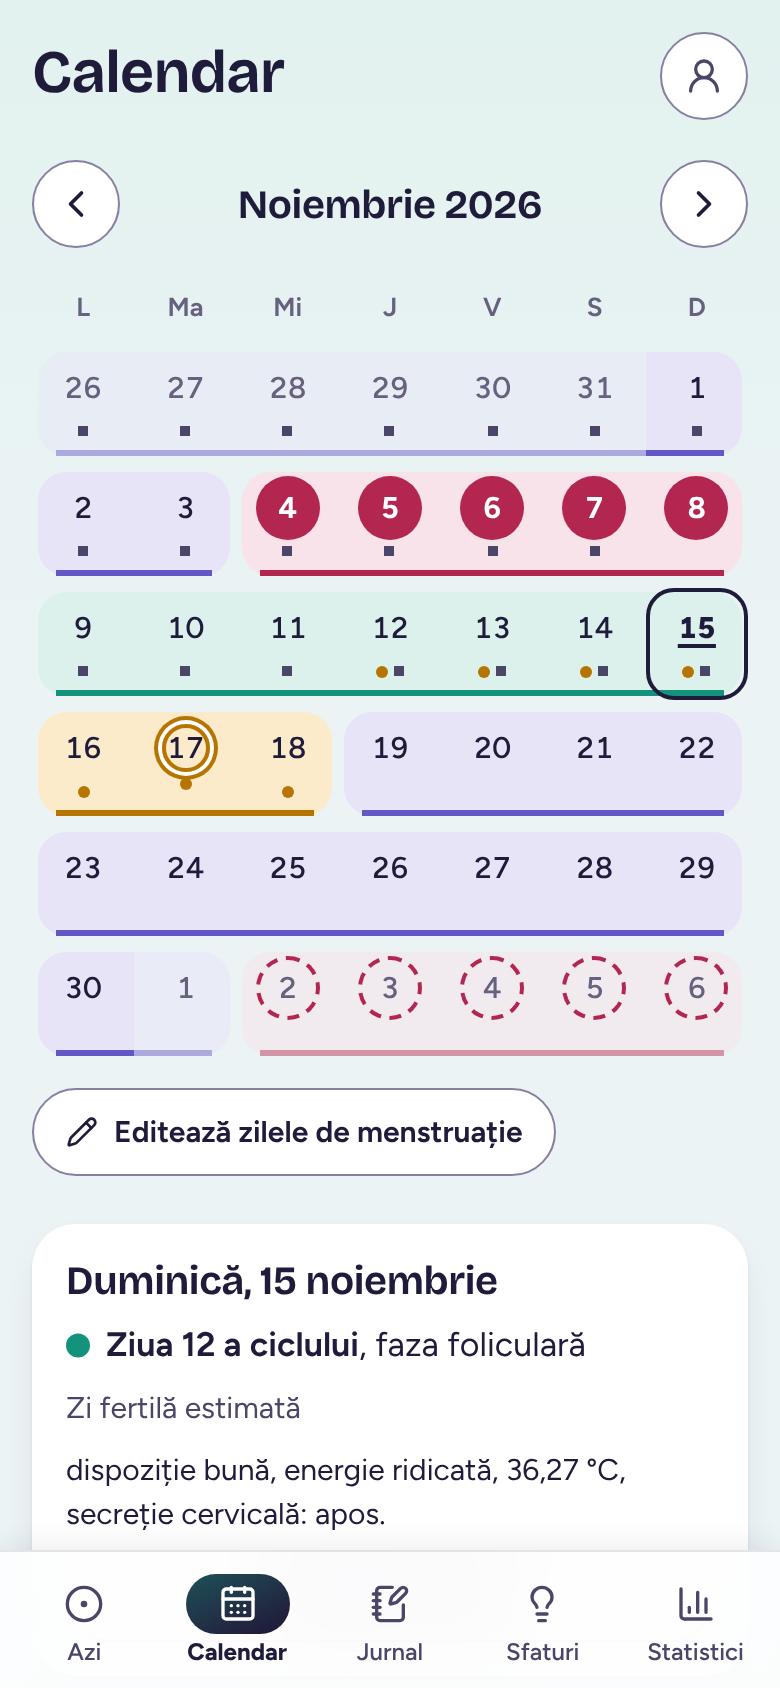 Calendar
Noiembrie 2026
L Ma Mi J V S D
26 27 28 29 30 31 1
2 3 4 5 6 7 8
9 10 11 12 13 14 15
16 17 18 19 20 21 22
23 24 25 26 27 28 29
30 1 2 3 4 5 6
Editează zilele de menstruație
Duminică, 15 noiembrie
Ziua 12 a ciclului, faza foliculară
Zi fertilă estimată
dispoziție bună, energie ridicată, 36,27 °C,
secreție cervicală: apos.
Azi Calendar Jurnal Sfaturi Statistici